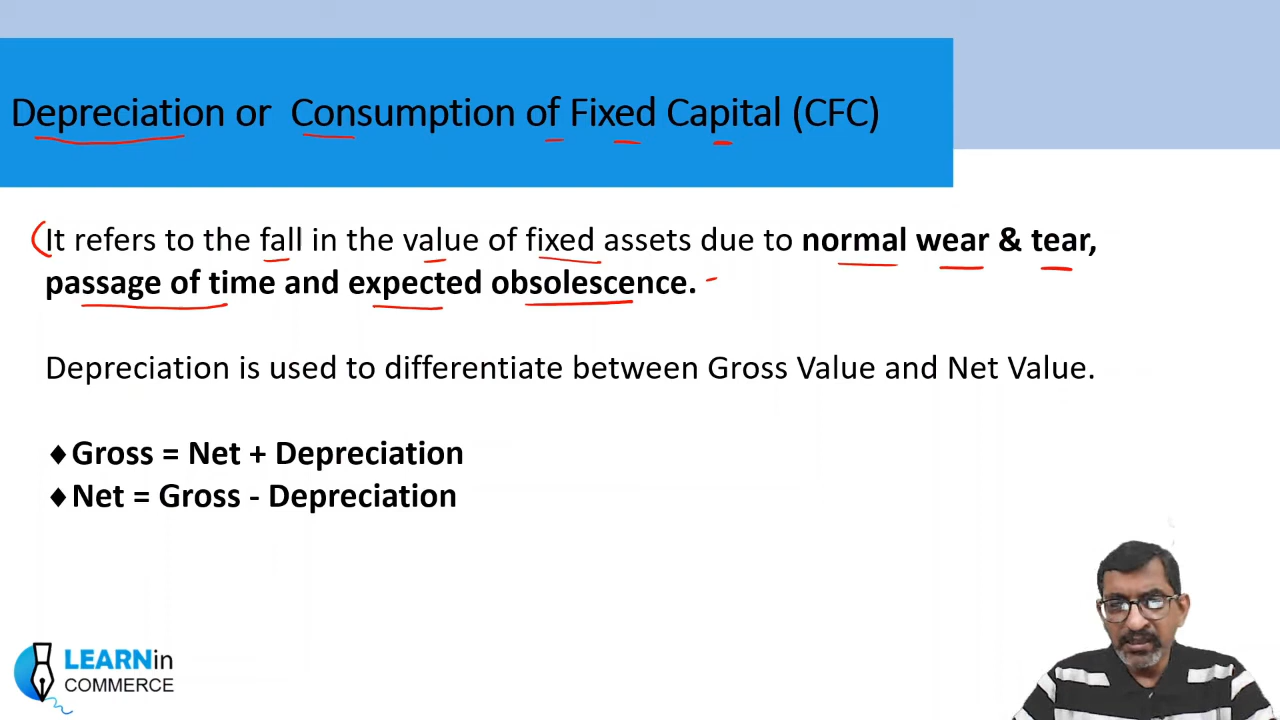 Depreciation or Consumption of Fixed Capital (CFC)
It refers to the fall in the value of fixed assets due to normal wear & tear,
passage of time and expected obsolescence.
Depreciation is used to differentiate between Gross Value and Net Value.
♦Gross = Net + Depreciation
♦Net = Gross - Depreciation
LEARNin
COMMERCE